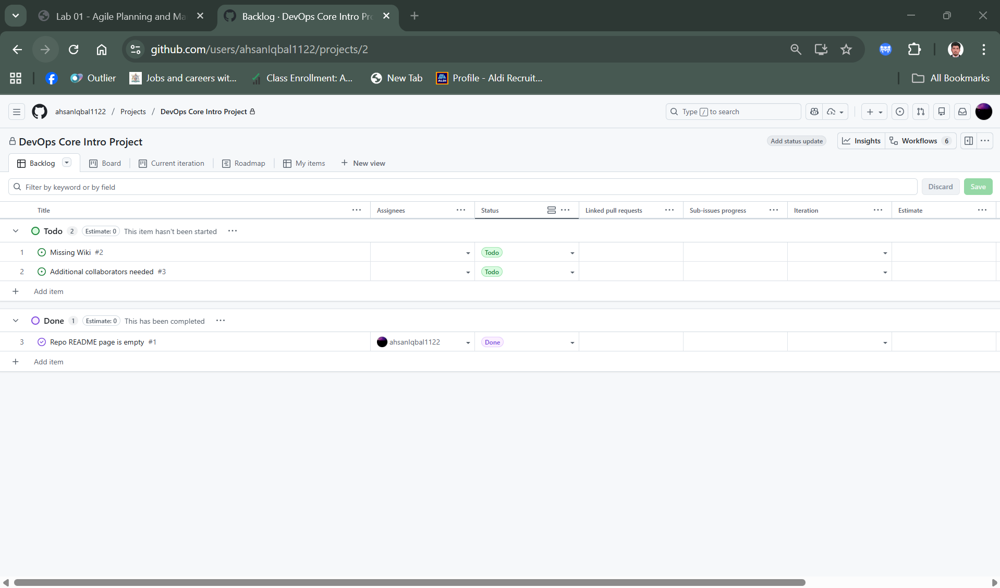 Lab 01 - Agile Planning and Ma
Backlog · DevOps Core Intro Pro
github.com/users/ahsanIqbal1122/projects/2
Outlier
Jobs and careers wit...
Class Enrollment: A...
New Tab
ALDI
Profile - Aldi Recruit...
All Bookmarks
ahsanIqbal1122 / Projects / DevOps Core Intro Project
Type / to search
DevOps Core Intro Project
Add status update
Insights
Workflows 6
Backlog
Board
Current iteration
Roadmap
My items
New view
Filter by keyword or by field
Discard
Save
Title
Assignees
Status
Linked pull requests
Sub-issues progress
Iteration
Estimate
Todo 2 Estimate: 0 This item hasn't been started
1 Missing Wiki #2 Todo
2 Additional collaborators needed #3 Todo
Add item
Done 1 Estimate: 0 This has been completed
3 Repo README page is empty #1 ahsanIqbal1122 Done
Add item